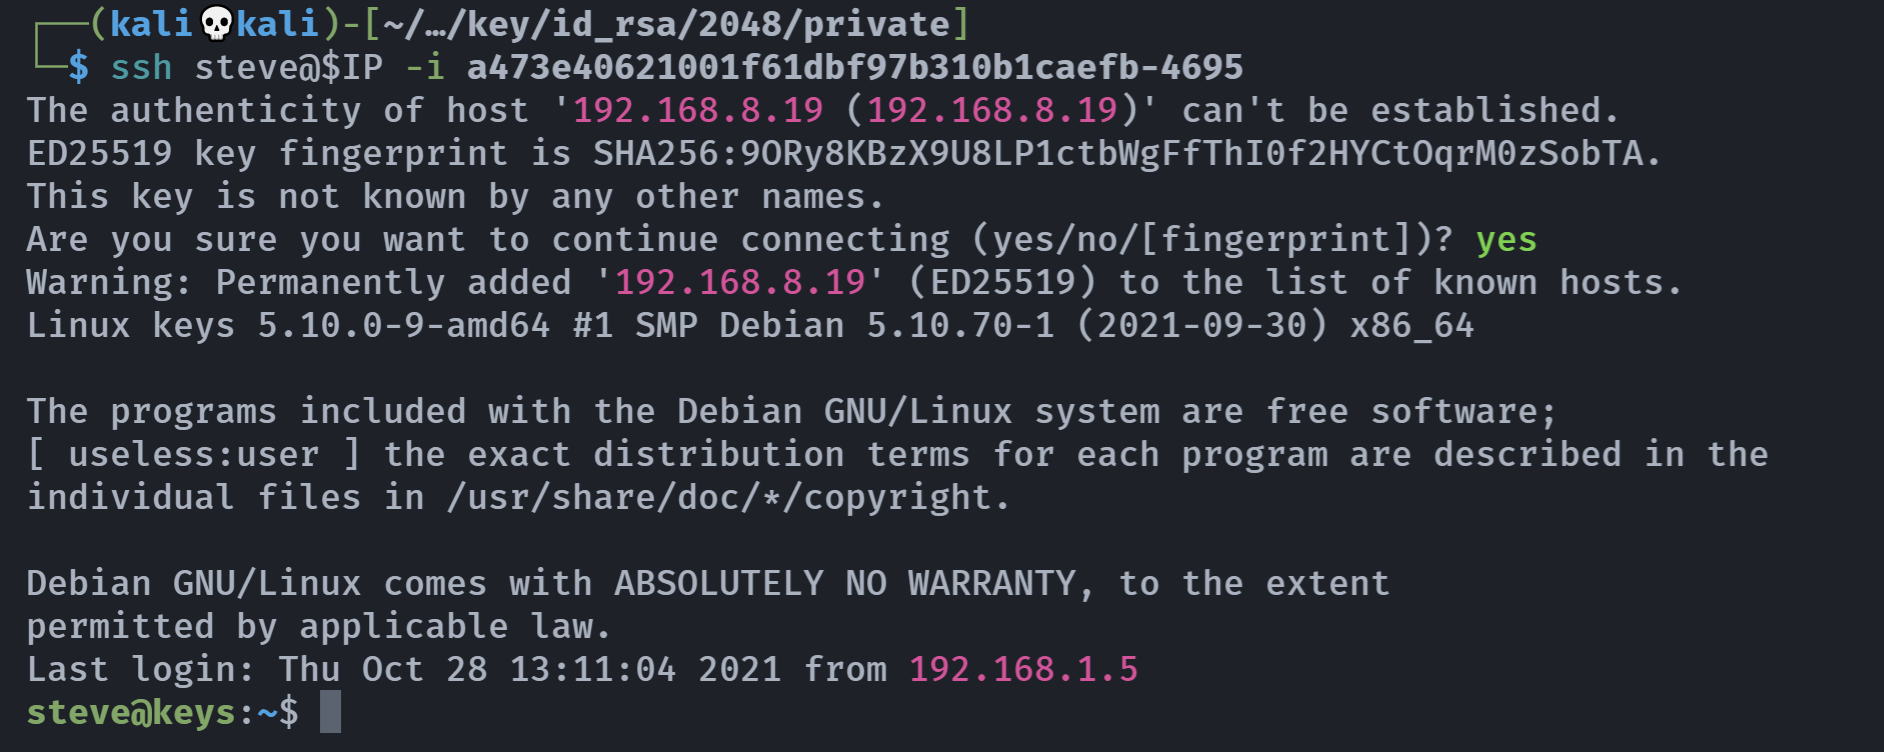 ┌──(kali💀kali)-[~/…/key/id_rsa/2048/private]
└─$ ssh steve@$IP -i a473e40621001f61dbf97b310b1caefb-4695
The authenticity of host '192.168.8.19 (192.168.8.19)' can't be established.
ED25519 key fingerprint is SHA256:9ORy8KBzX9U8LP1ctbWgFfThI0f2HYCtOqrM0zSobTA.
This key is not known by any other names.
Are you sure you want to continue connecting (yes/no/[fingerprint])? yes
Warning: Permanently added '192.168.8.19' (ED25519) to the list of known hosts.
Linux keys 5.10.0-9-amd64 #1 SMP Debian 5.10.70-1 (2021-09-30) x86_64

The programs included with the Debian GNU/Linux system are free software;
[ useless:user ] the exact distribution terms for each program are described in the
individual files in /usr/share/doc/*/copyright.

Debian GNU/Linux comes with ABSOLUTELY NO WARRANTY, to the extent
permitted by applicable law.
Last login: Thu Oct 28 13:11:04 2021 from 192.168.1.5
steve@keys:~$